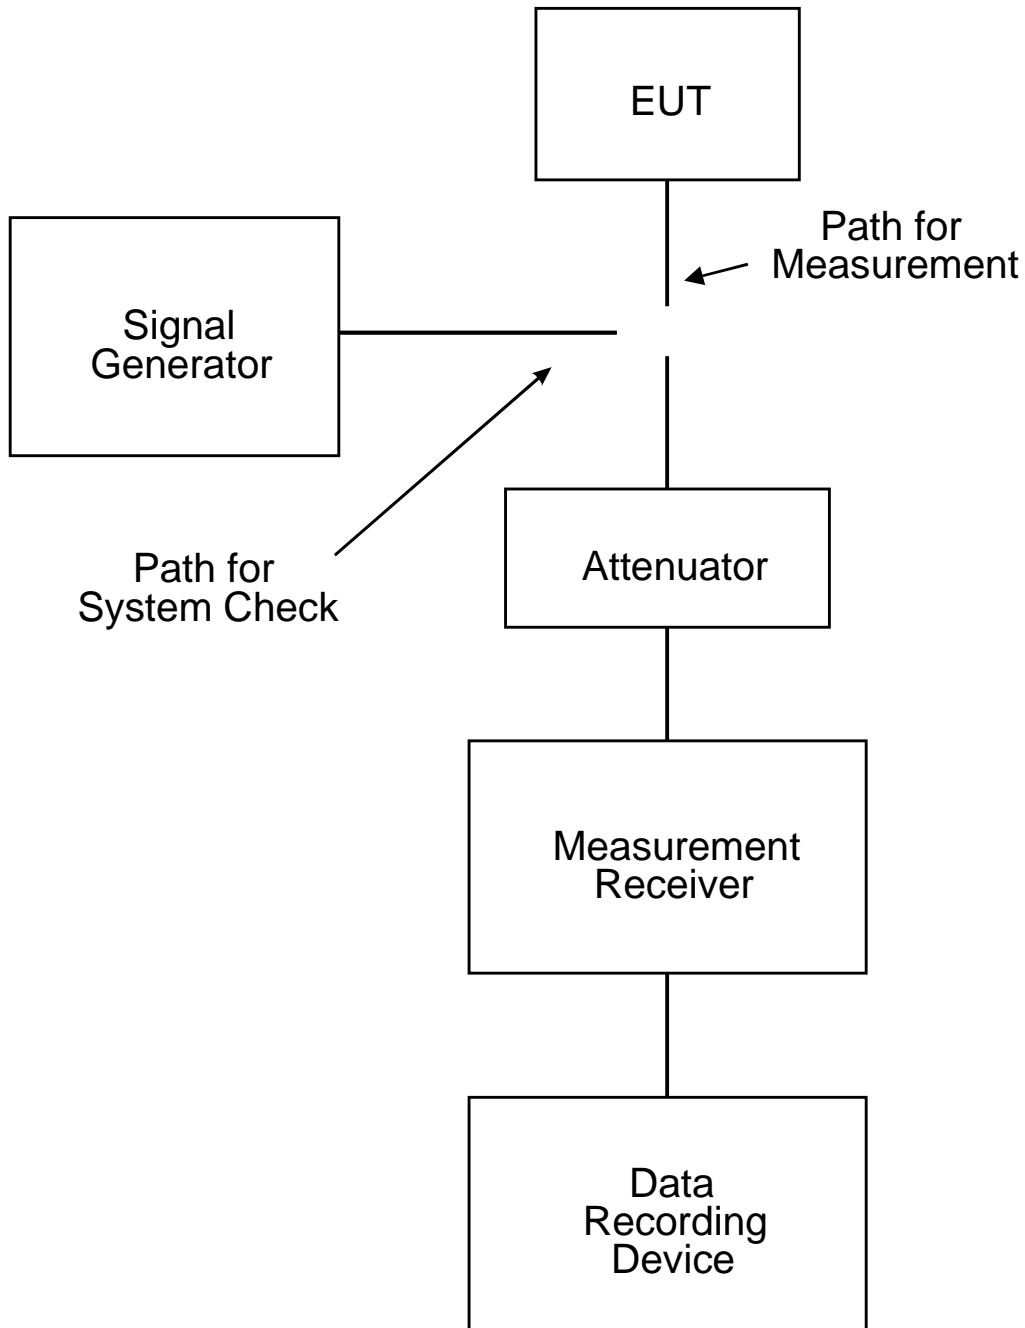 EUT
Path for
Measurement
Signal
Generator
Path for
System Check
Attenuator
Measurement
Receiver
Data
Recording
Device